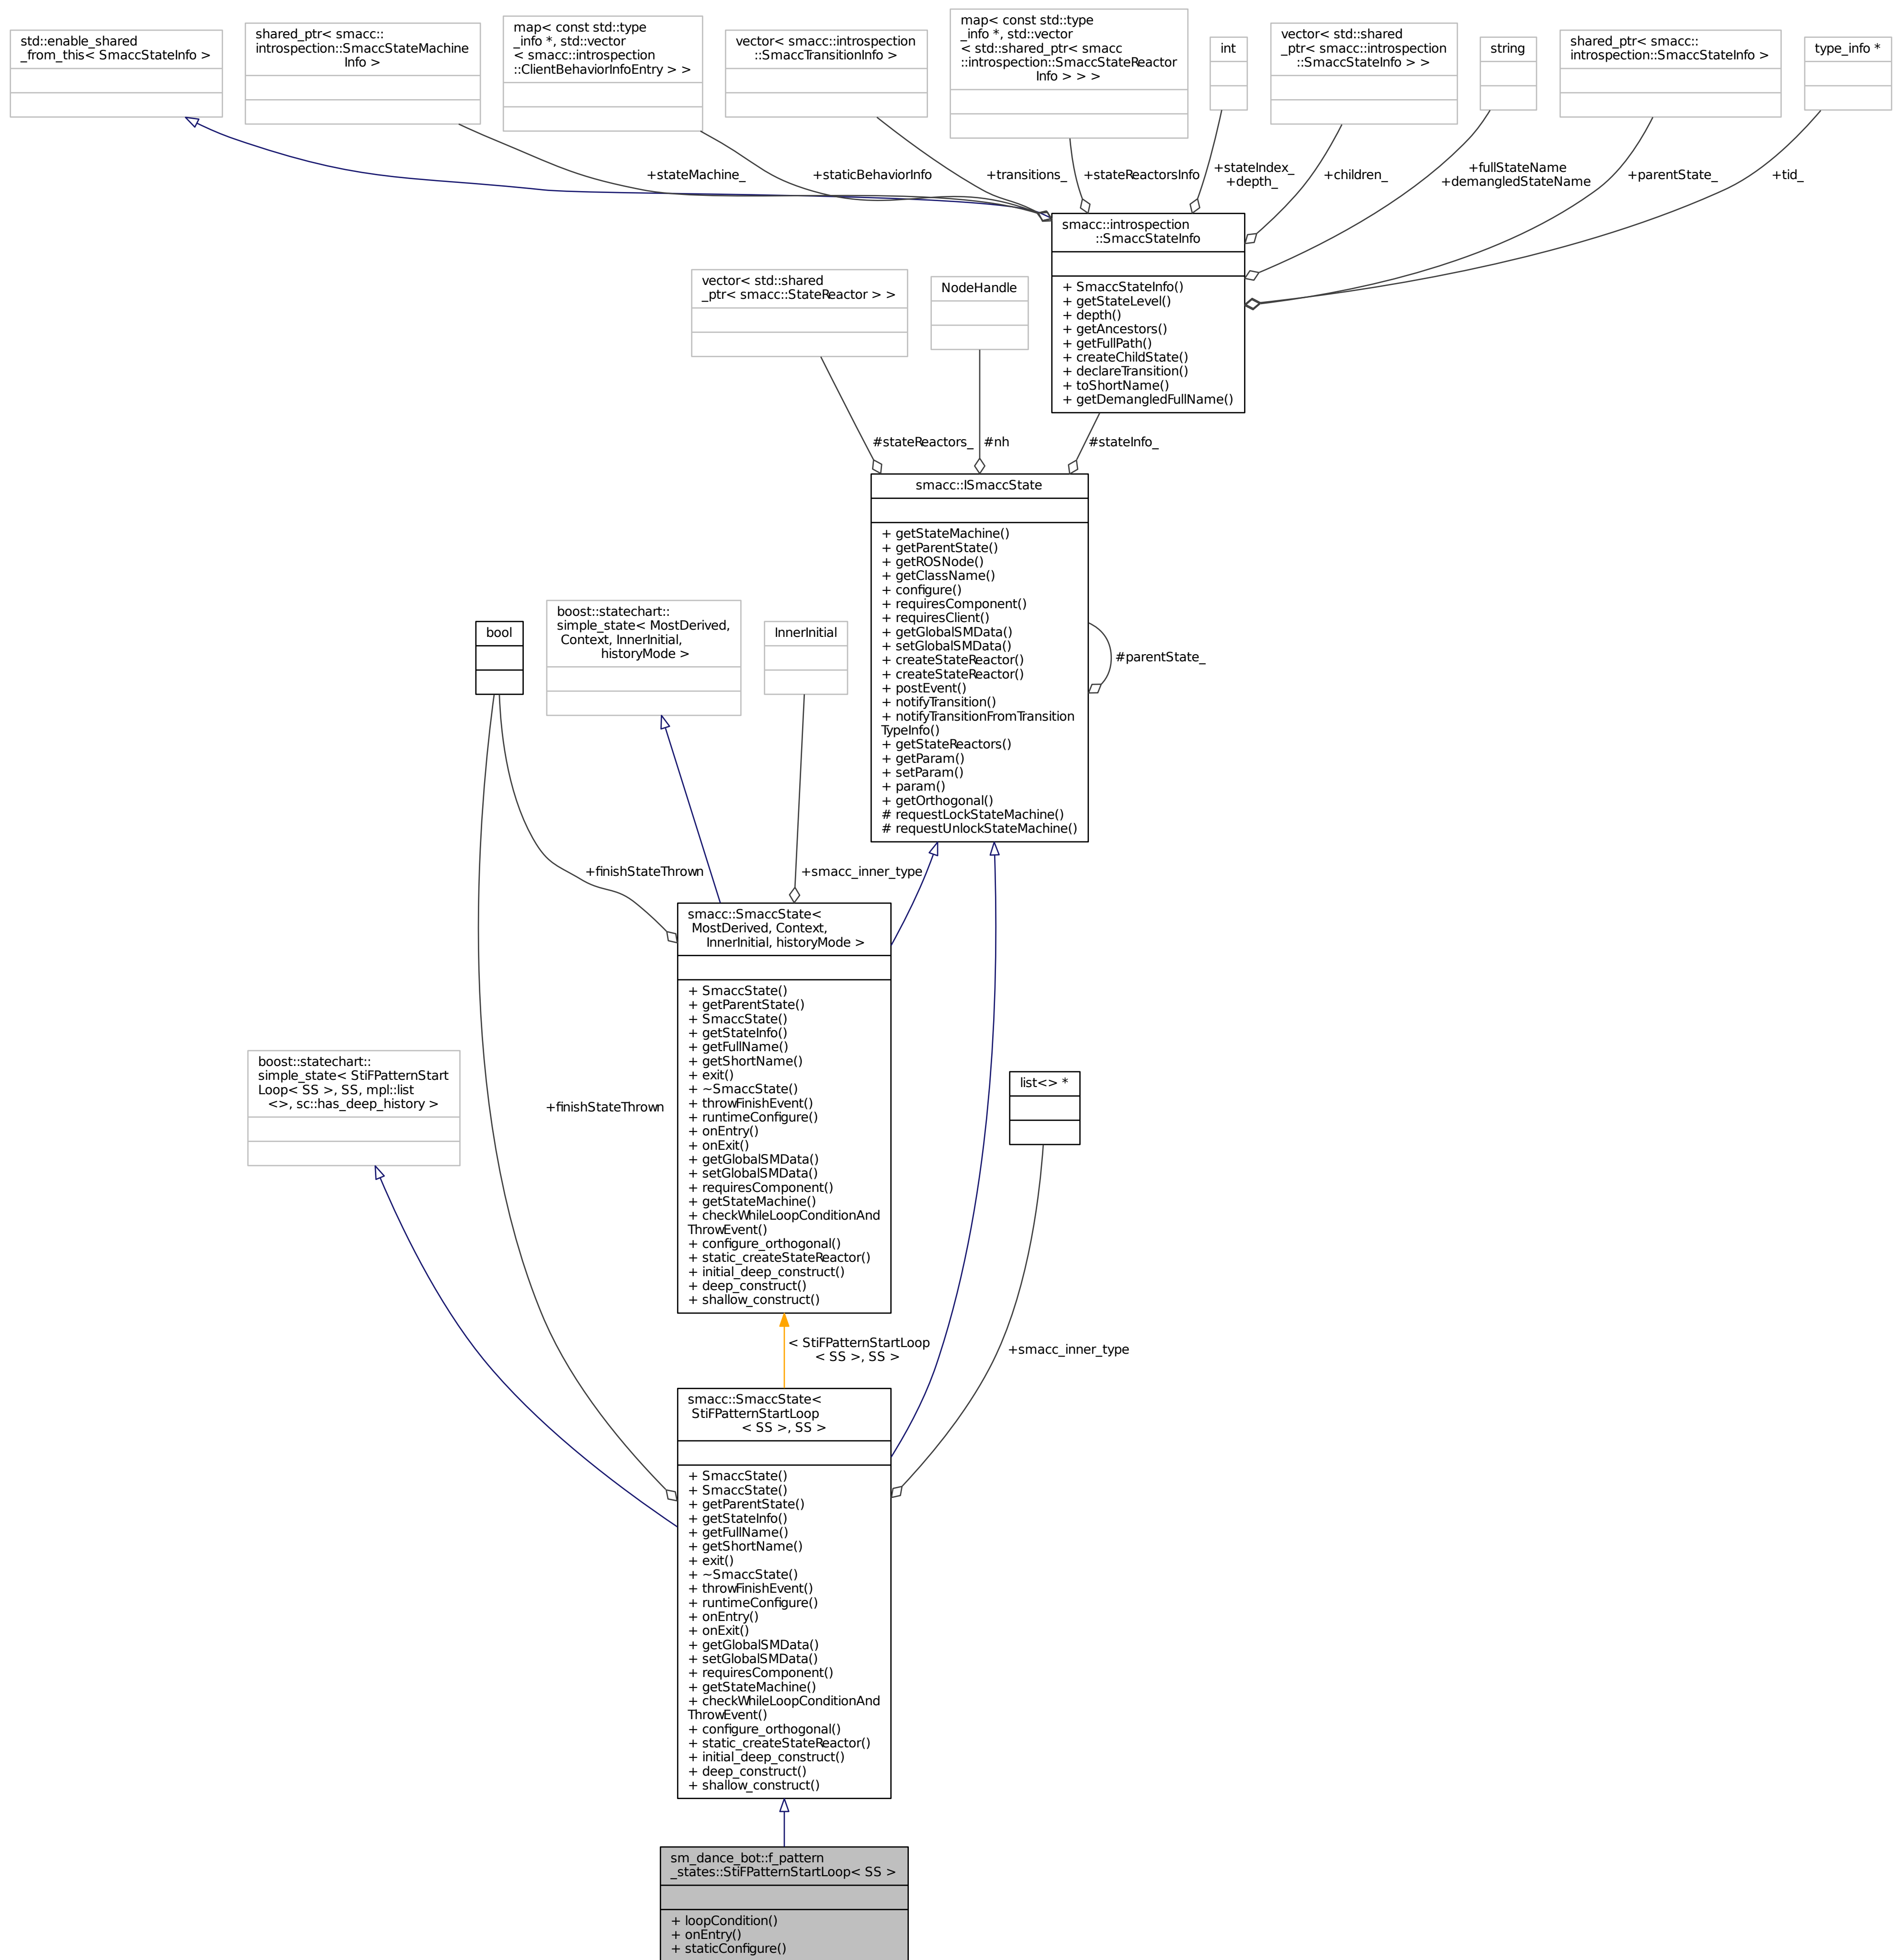 std::enable_shared
_from_this< SmaccStateInfo >
shared_ptr< smacc::
introspection::SmaccStateMachine
Info >
map< const std::type
_info *, std::vector
< smacc::introspection
::ClientBehaviorInfoEntry > >
vector< smacc::introspection
::SmaccTransitionInfo >
map< const std::type
_info *, std::vector
< std::shared_ptr< smacc
::introspection::SmaccStateReactor
Info > > >
int
vector< std::shared
_ptr< smacc::introspection
::SmaccStateInfo > >
string
shared_ptr< smacc::
introspection::SmaccStateInfo >
type_info *
+stateMachine_
+staticBehaviorInfo
+transitions_
+stateReactorsInfo
+stateIndex_
+depth_
+children_
+fullStateName
+demangledStateName
+parentState_
+tid_
smacc::introspection
::SmaccStateInfo
+ SmaccStateInfo()
+ getStateLevel()
+ depth()
+ getAncestors()
+ getFullPath()
+ createChildState()
+ declareTransition()
+ toShortName()
+ getDemangledFullName()
vector< std::shared
_ptr< smacc::StateReactor > >
NodeHandle
#stateReactors_
#nh
#stateInfo_
smacc::ISmaccState
+ getStateMachine()
+ getParentState()
+ getROSNode()
+ getClassName()
+ configure()
+ requiresComponent()
+ requiresClient()
+ getGlobalSMData()
+ setGlobalSMData()
+ createStateReactor()
+ createStateReactor()
+ postEvent()
+ notifyTransition()
+ notifyTransitionFromTransition
TypeInfo()
+ getStateReactors()
+ getParam()
+ setParam()
+ param()
+ getOrthogonal()
# requestLockStateMachine()
# requestUnlockStateMachine()
#parentState_
bool
boost::statechart::
simple_state< MostDerived,
Context, InnerInitial,
historyMode >
InnerInitial
+finishStateThrown
+smacc_inner_type
smacc::SmaccState<
MostDerived, Context,
InnerInitial, historyMode >
+ SmaccState()
+ getParentState()
+ SmaccState()
+ getStateInfo()
+ getFullName()
+ getShortName()
+ exit()
+ ~SmaccState()
+ throwFinishEvent()
+ runtimeConfigure()
+ onEntry()
+ onExit()
+ getGlobalSMData()
+ setGlobalSMData()
+ requiresComponent()
+ getStateMachine()
+ checkWhileLoopConditionAnd
ThrowEvent()
+ configure_orthogonal()
+ static_createStateReactor()
+ initial_deep_construct()
+ deep_construct()
+ shallow_construct()
boost::statechart::
simple_state< StiFPatternStart
Loop< SS >, SS, mpl::list
<>, sc::has_deep_history >
+finishStateThrown
list<> *
< StiFPatternStartLoop
< SS >, SS >
+smacc_inner_type
smacc::SmaccState<
StiFPatternStartLoop
< SS >, SS >
+ SmaccState()
+ SmaccState()
+ getParentState()
+ getStateInfo()
+ getFullName()
+ getShortName()
+ exit()
+ ~SmaccState()
+ throwFinishEvent()
+ runtimeConfigure()
+ onEntry()
+ onExit()
+ getGlobalSMData()
+ setGlobalSMData()
+ requiresComponent()
+ getStateMachine()
+ checkWhileLoopConditionAnd
ThrowEvent()
+ configure_orthogonal()
+ static_createStateReactor()
+ initial_deep_construct()
+ deep_construct()
+ shallow_construct()
sm_dance_bot::f_pattern
_states::StiFPatternStartLoop< SS >
+ loopCondition()
+ onEntry()
+ staticConfigure()